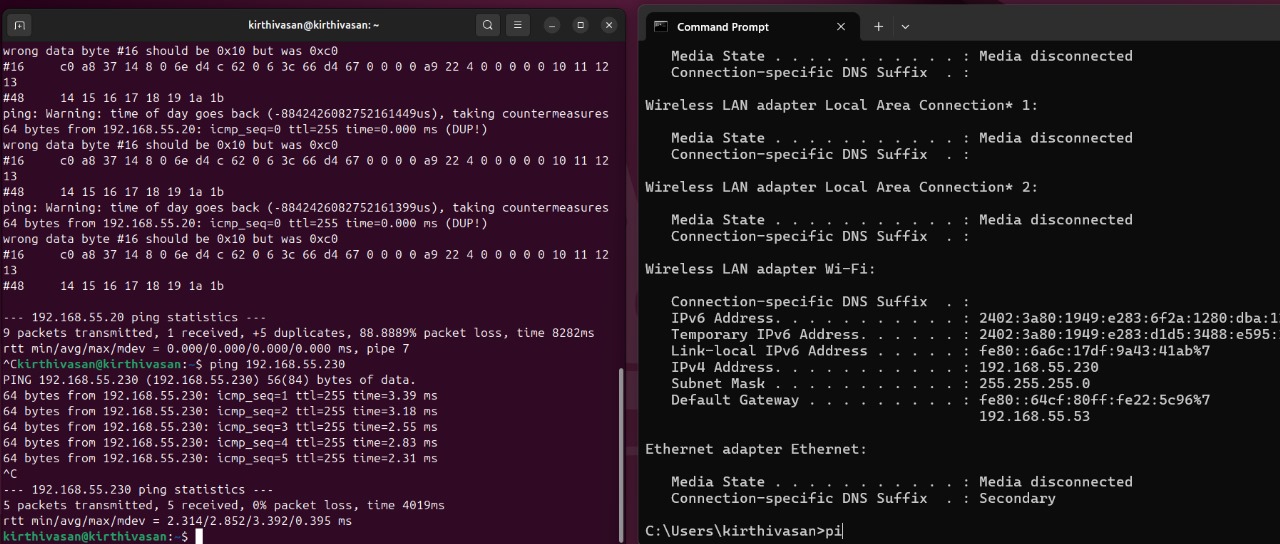 kirthivasan@kirthivasan: ~
wrong data byte #16 should be 0x10 but was 0xc0
#16 c0 a8 37 14 8 0 6e d4 c 62 0 6 3c 66 d4 67 0 0 0 0 a9 22 4 0 0 0 0 0 10 11 12
13
#48 14 15 16 17 18 19 1a 1b
ping: Warning: time of day goes back (-8842426082752161449us), taking countermeasures
64 bytes from 192.168.55.20: icmp_seq=0 ttl=255 time=0.000 ms (DUP!)
wrong data byte #16 should be 0x10 but was 0xc0
#16 c0 a8 37 14 8 0 6e d4 c 62 0 6 3c 66 d4 67 0 0 0 0 a9 22 4 0 0 0 0 0 10 11 12
13
#48 14 15 16 17 18 19 1a 1b
ping: Warning: time of day goes back (-8842426082752161399us), taking countermeasures
64 bytes from 192.168.55.20: icmp_seq=0 ttl=255 time=0.000 ms (DUP!)
wrong data byte #16 should be 0x10 but was 0xc0
#16 c0 a8 37 14 8 0 6e d4 c 62 0 6 3c 66 d4 67 0 0 0 0 a9 22 4 0 0 0 0 0 10 11 12
13
#48 14 15 16 17 18 19 1a 1b
--- 192.168.55.20 ping statistics ---
9 packets transmitted, 1 received, +5 duplicates, 88.8889% packet loss, time 8282ms
rtt min/avg/max/mdev = 0.000/0.000/0.000/0.000 ms, pipe 7
^Ckirthivasan@kirthivasan:~$ ping 192.168.55.230
PING 192.168.55.230 (192.168.55.230) 56(84) bytes of data.
64 bytes from 192.168.55.230: icmp_seq=1 ttl=255 time=3.39 ms
64 bytes from 192.168.55.230: icmp_seq=2 ttl=255 time=3.18 ms
64 bytes from 192.168.55.230: icmp_seq=3 ttl=255 time=2.55 ms
64 bytes from 192.168.55.230: icmp_seq=4 ttl=255 time=2.83 ms
64 bytes from 192.168.55.230: icmp_seq=5 ttl=255 time=2.31 ms
^C
--- 192.168.55.230 ping statistics ---
5 packets transmitted, 5 received, 0% packet loss, time 4019ms
rtt min/avg/max/mdev = 2.314/2.852/3.392/0.395 ms
kirthivasan@kirthivasan:~$
Command Prompt
Media State . . . . . . . . . . . : Media disconnected
Connection-specific DNS Suffix . :
Wireless LAN adapter Local Area Connection* 1:
Media State . . . . . . . . . . . : Media disconnected
Connection-specific DNS Suffix . :
Wireless LAN adapter Local Area Connection* 2:
Media State . . . . . . . . . . . : Media disconnected
Connection-specific DNS Suffix . :
Wireless LAN adapter Wi-Fi:
Connection-specific DNS Suffix . :
IPv6 Address. . . . . . . . . . . : 2402:3a80:1949:e283:6f2a:1280:dba:1
Temporary IPv6 Address. . . . . . : 2402:3a80:1949:e283:d1d5:3488:e595:
Link-local IPv6 Address . . . . . : fe80::6a6c:17df:9a43:41ab%7
IPv4 Address. . . . . . . . . . . : 192.168.55.230
Subnet Mask . . . . . . . . . . . : 255.255.255.0
Default Gateway . . . . . . . . . : fe80::64cf:80ff:fe22:5c96%7
192.168.55.53
Ethernet adapter Ethernet:
Media State . . . . . . . . . . . : Media disconnected
Connection-specific DNS Suffix . : Secondary
C:\Users\kirthivasan>pi